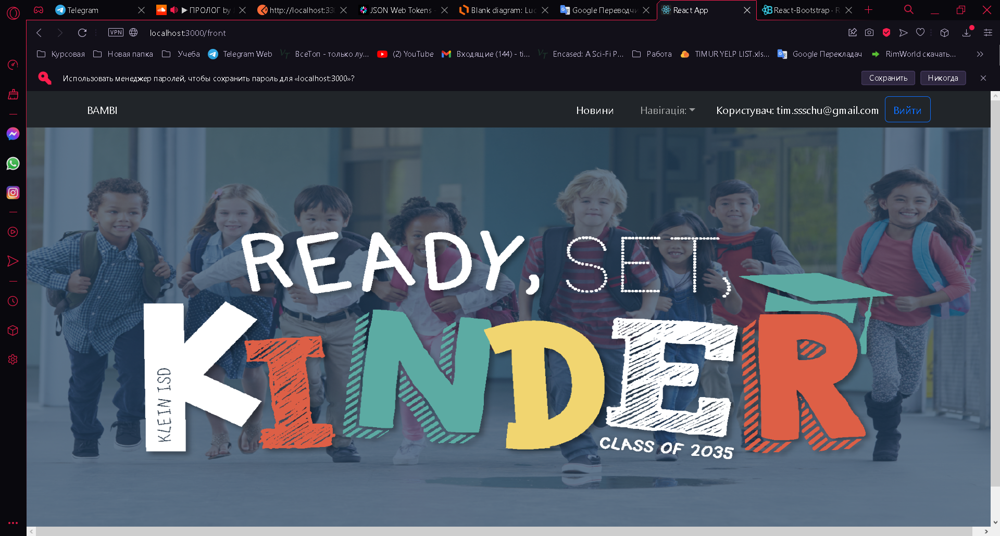 Telegram
ПРОЛОГ by
http://localhost:33
JSON Web Tokens
Blank diagram: Luc
Google Переводчи
React App
React-Bootstrap · R
VPN
localhost:3000/front
Курсовая
Новая папка
Учеба
Telegram Web
ВсеТоп - только лу...
(2) YouTube
Входящие (144) - ti...
Encased: A Sci-Fi P...
Работа
TIMUR YELP LIST.xls...
Google Перекладач
RimWorld скачать...
Использовать менеджер паролей, чтобы сохранить пароль для «localhost:3000»?
Сохранить
Никогда
BAMBI
Новини
Навігація:
Користувач: tim.ssschu@gmail.com
Вийти
READY, SET,
KINDER
KLEIN ISD
CLASS OF 2035